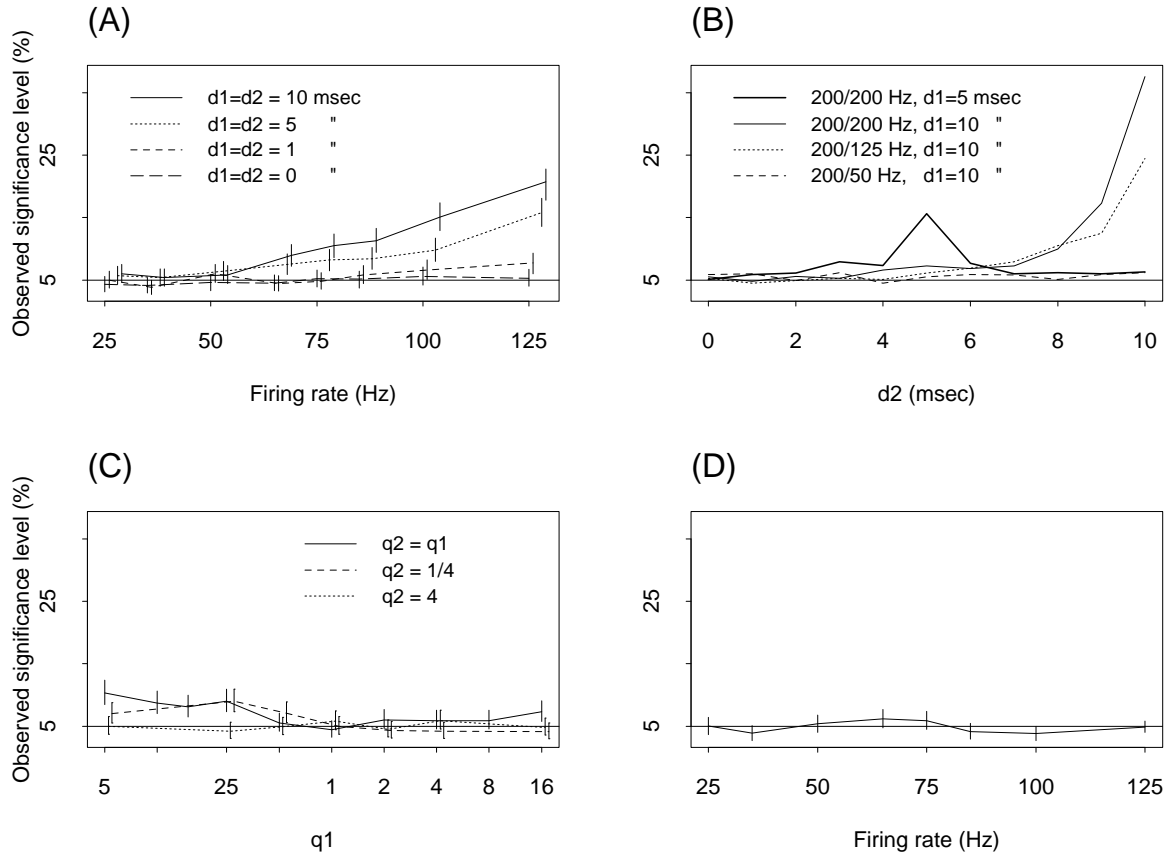 (A)
Observed significance level (%)
25
5
d1=d2 = 10 msec
d1=d2 = 5 "
d1=d2 = 1 "
d1=d2 = 0 "
25 50 75 100 125
Firing rate (Hz)
(B)
25
5
200/200 Hz, d1=5 msec
200/200 Hz, d1=10 "
200/125 Hz, d1=10 "
200/50 Hz, d1=10 "
0 2 4 6 8 10
d2 (msec)
(C)
Observed significance level (%)
25
5
q2 = q1
q2 = 1/4
q2 = 4
5 25 1 2 4 8 16
q1
(D)
25
5
25 50 75 100 125
Firing rate (Hz)